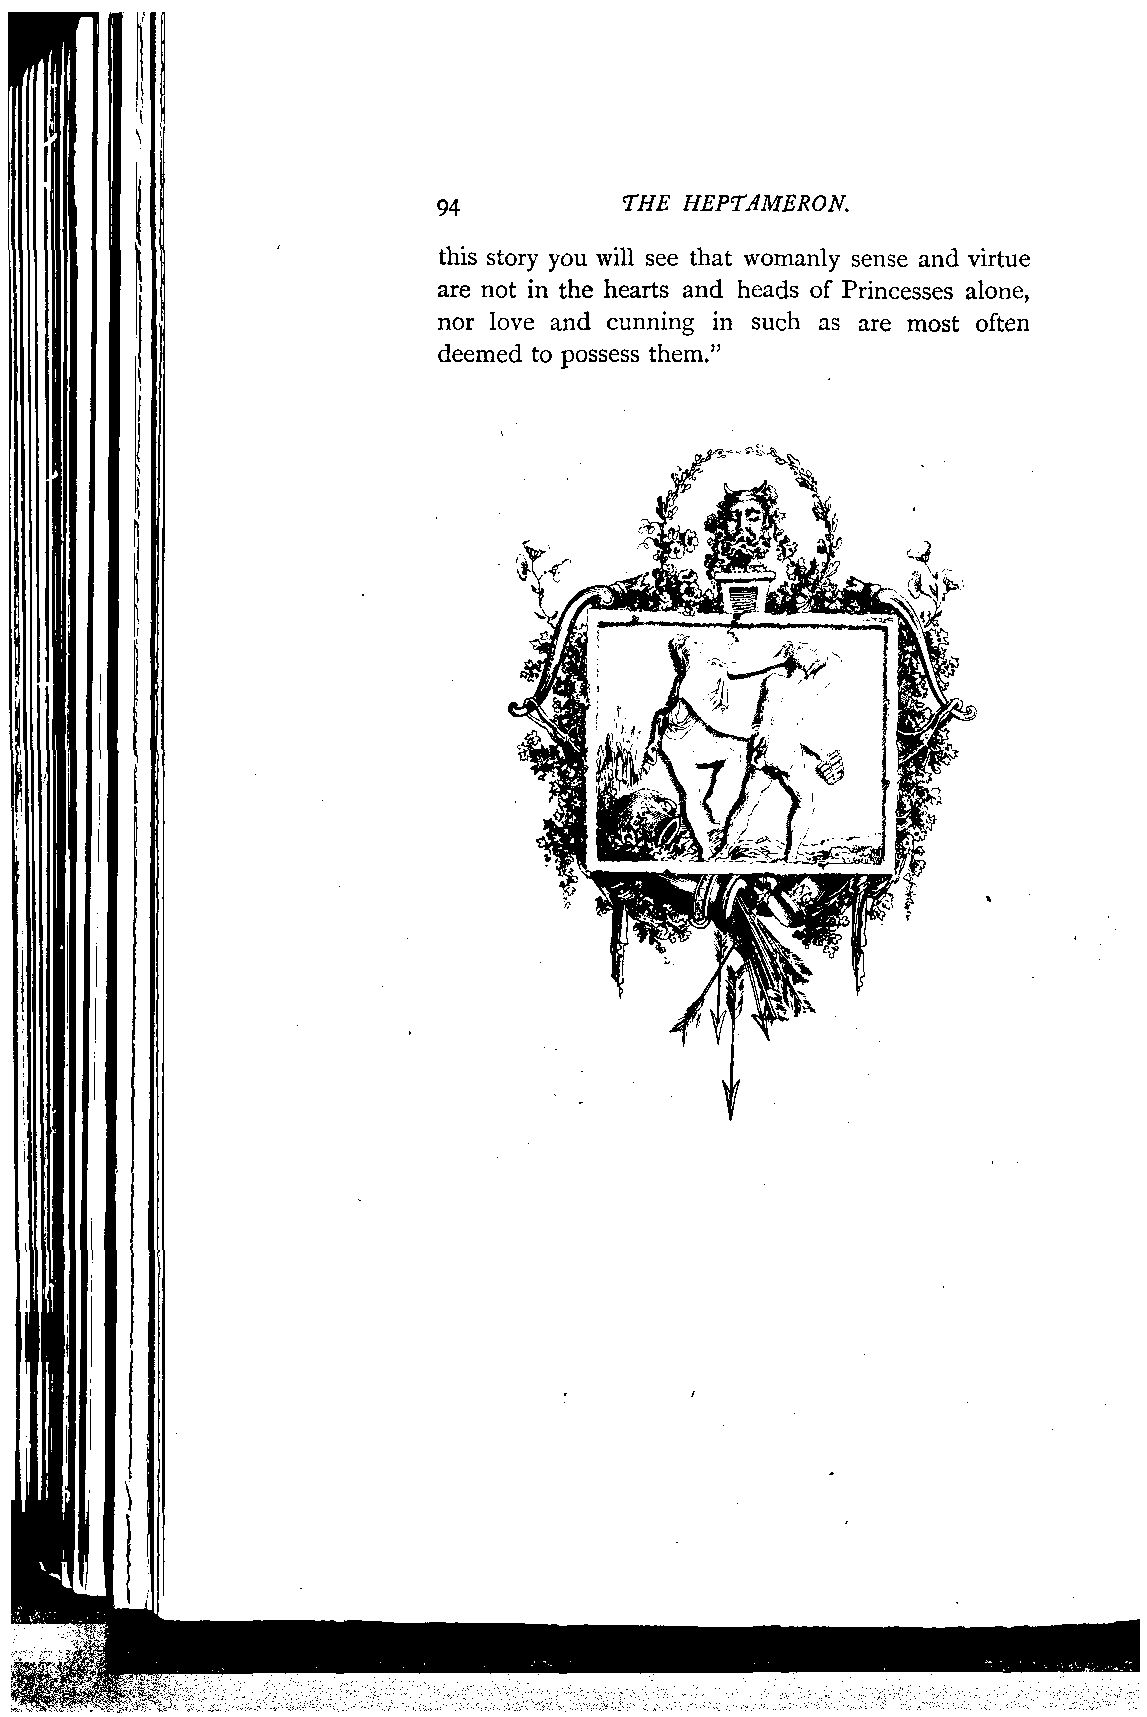 94 THE HEPTAMERON.
this story you will see that womanly sense and virtue
are not in the hearts and heads of Princesses alone,
nor love and cunning in such as are most often
deemed to possess them.”